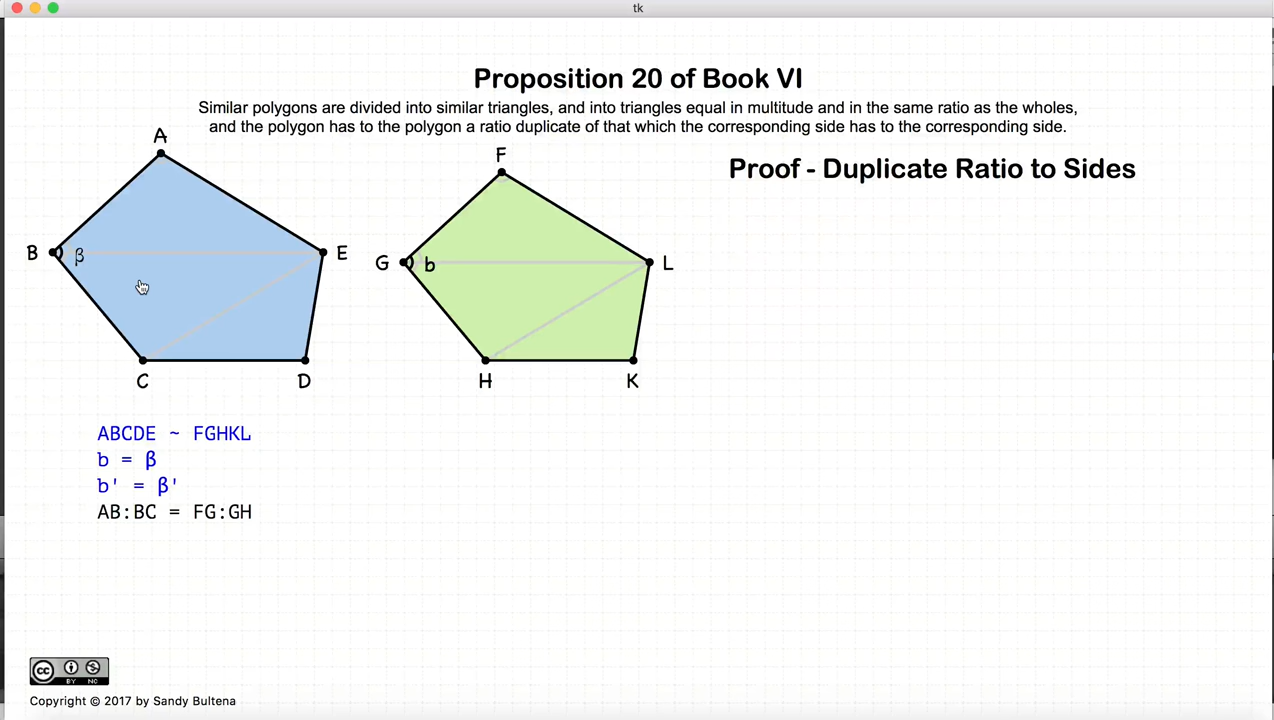 tk
Proposition 20 of Book VI
Similar polygons are divided into similar triangles, and into triangles equal in multitude and in the same ratio as the wholes,
and the polygon has to the polygon a ratio duplicate of that which the corresponding side has to the corresponding side.
Proof - Duplicate Ratio to Sides
A
B
β
E
C
D
F
G
b
L
H
K
ABCDE ~ FGHKL
b = β
b' = β'
AB:BC = FG:GH
cc
BY NC
Copyright © 2017 by Sandy Bultena